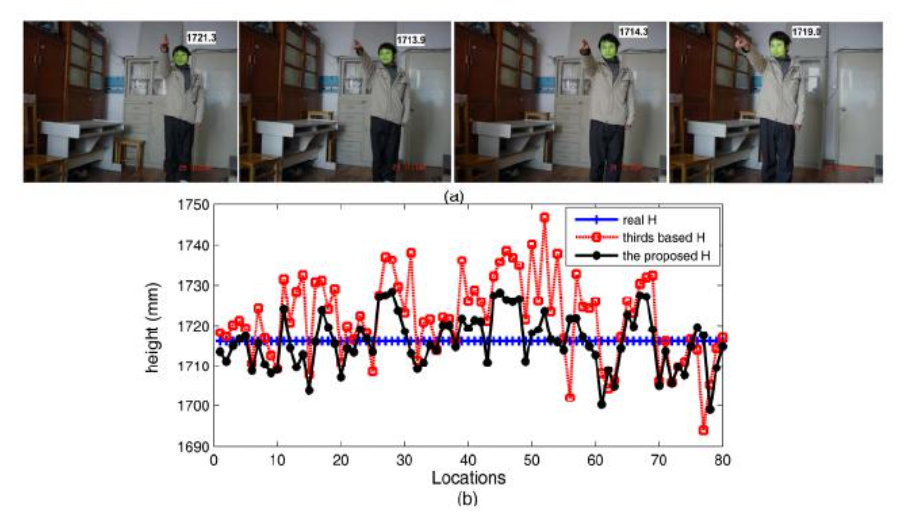 1721.3
1713.9
1714.3
1719.0
(a)
1750
1740
1730
1720
1710
1700
1690
height (mm)
real H
thirds based H
the proposed H
0 10 20 30 40 50 60 70 80
Locations
(b)